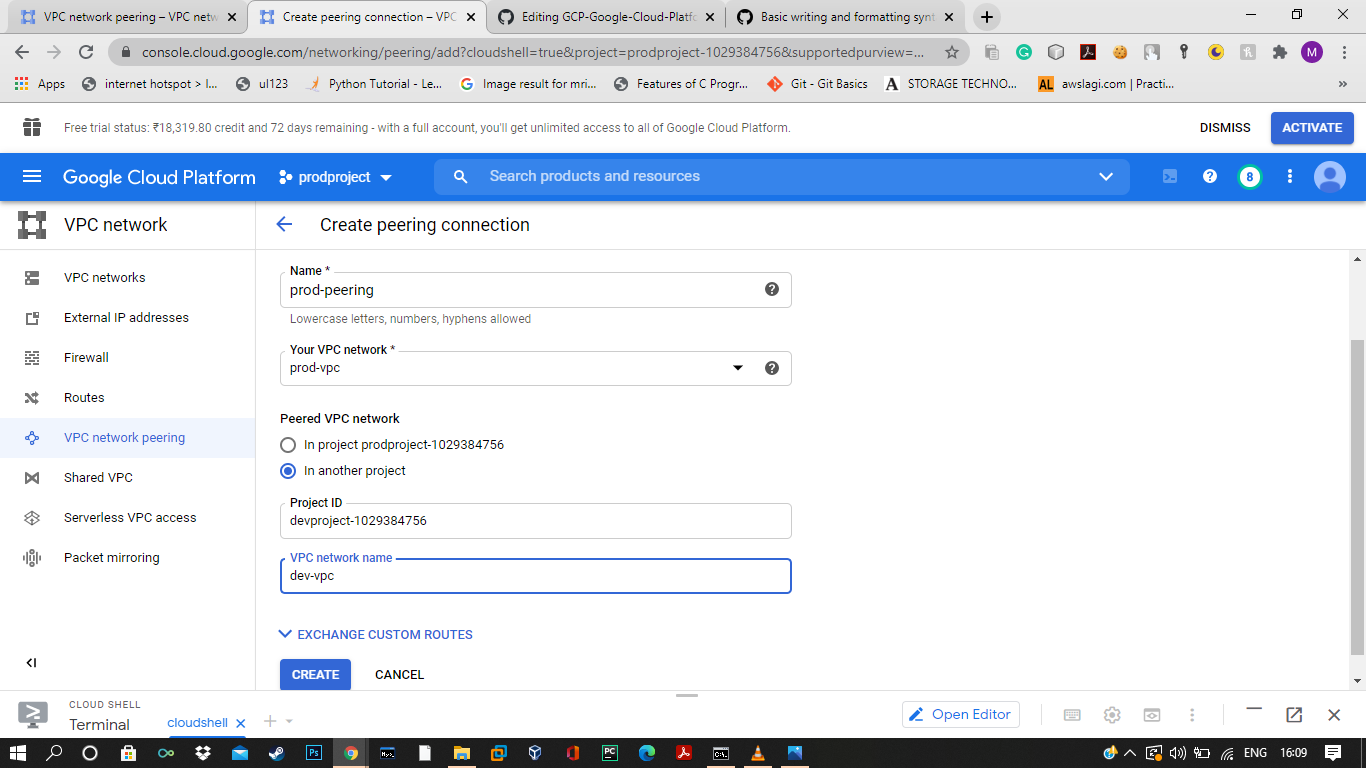 VPC network peering – VPC netw
Create peering connection – VPC
Editing GCP-Google-Cloud-Platfo
Basic writing and formatting synt
console.cloud.google.com/networking/peering/add?cloudshell=true&project=prodproject-1029384756&supportedpurview=...
M
Apps
internet hotspot > I...
ul123
Python Tutorial - Le...
Image result for mri...
Features of C Progr...
Git - Git Basics
A STORAGE TECHNO...
AL awslagi.com | Practi...
»
Free trial status: ₹18,319.80 credit and 72 days remaining - with a full account, you'll get unlimited access to all of Google Cloud Platform.
DISMISS
ACTIVATE
Google Cloud Platform
prodproject
Search products and resources
8
VPC network
Create peering connection
VPC networks
External IP addresses
Firewall
Routes
VPC network peering
Shared VPC
Serverless VPC access
Packet mirroring
Name *
prod-peering
Lowercase letters, numbers, hyphens allowed
Your VPC network *
prod-vpc
Peered VPC network
In project prodproject-1029384756
In another project
Project ID
devproject-1029384756
VPC network name
dev-vpc
EXCHANGE CUSTOM ROUTES
CREATE
CANCEL
CLOUD SHELL
Terminal
cloudshell
Open Editor
Ps
PC
ENG
16:09